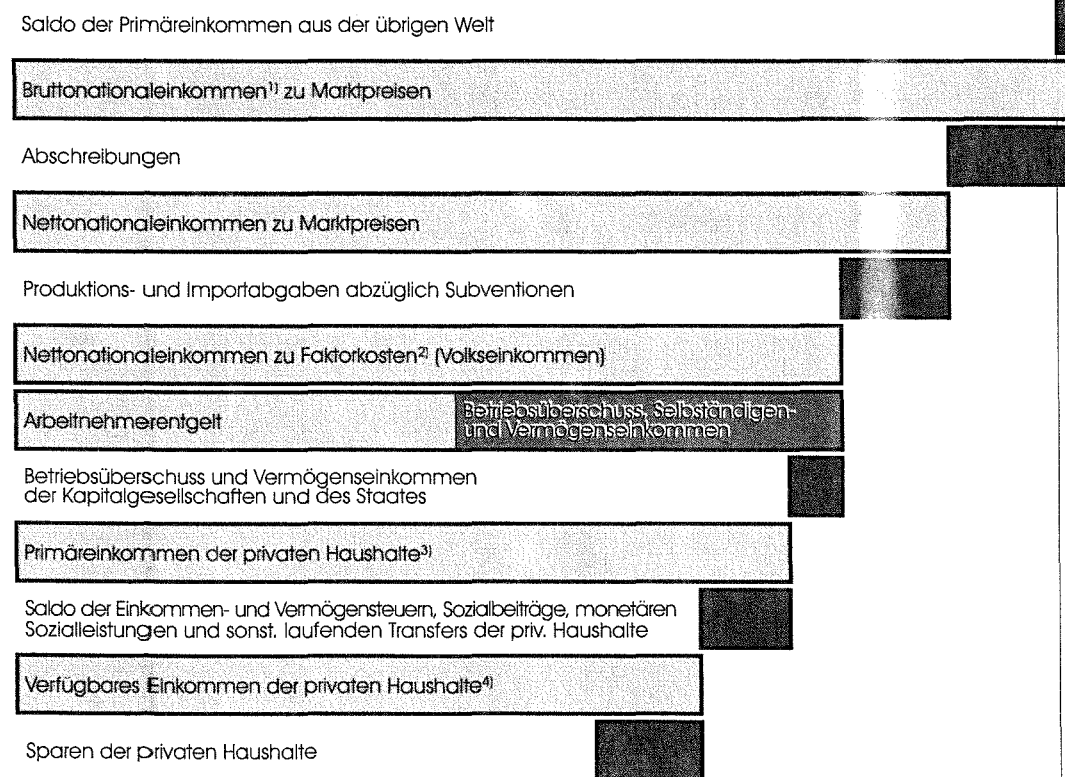 Saldo der Primäreinkommen aus der übrigen Welt
Bruttonationaleinkommen¹⁾ zu Marktpreisen
Abschreibungen
Nettonationaleinkommen zu Marktpreisen
Produktions- und Importabgaben abzüglich Subventionen
Nettonationaleinkommen zu Faktorkosten²⁾ (Volkseinkommen)
Arbeitnehmerentgelt
Betriebsüberschuss, Selbständigen-
und Vermögenseinkommen
Betriebsüberschuss und Vermögenseinkommen
der Kapitalgesellschaften und des Staates
Primäreinkommen der privaten Haushalte³⁾
Saldo der Einkommen- und Vermögensteuern, Sozialbeiträge, monetären
Sozialleistungen und sonst. laufenden Transfers der priv. Haushalte
Verfügbares Einkommen der privaten Haushalte⁴⁾
Sparen der privaten Haushalte